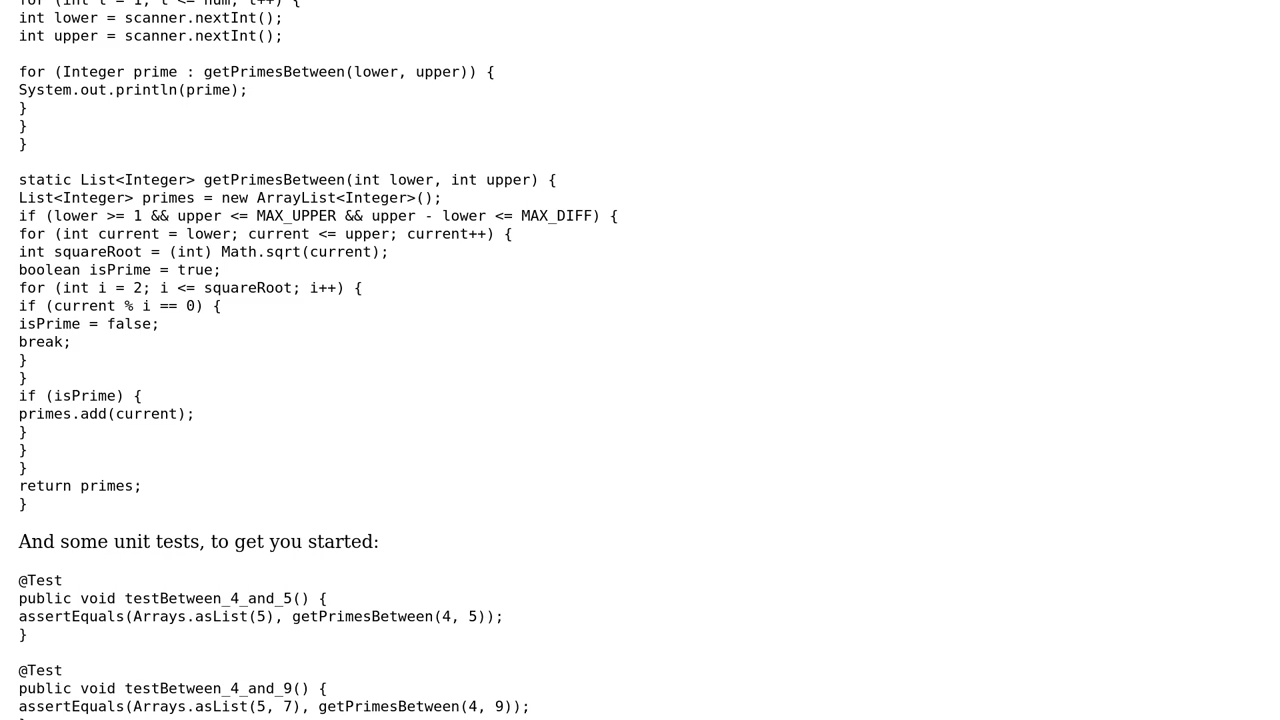 for (int t = 1; t <= num; t++) {
int lower = scanner.nextInt();
int upper = scanner.nextInt();
for (Integer prime : getPrimesBetween(lower, upper)) {
System.out.println(prime);
}
}
}
static List<Integer> getPrimesBetween(int lower, int upper) {
List<Integer> primes = new ArrayList<Integer>();
if (lower >= 1 && upper <= MAX_UPPER && upper - lower <= MAX_DIFF) {
for (int current = lower; current <= upper; current++) {
int squareRoot = (int) Math.sqrt(current);
boolean isPrime = true;
for (int i = 2; i <= squareRoot; i++) {
if (current % i == 0) {
isPrime = false;
break;
}
}
if (isPrime) {
primes.add(current);
}
}
}
return primes;
}
And some unit tests, to get you started:
@Test
public void testBetween_4_and_5() {
assertEquals(Arrays.asList(5), getPrimesBetween(4, 5));
}
@Test
public void testBetween_4_and_9() {
assertEquals(Arrays.asList(5, 7), getPrimesBetween(4, 9));
}